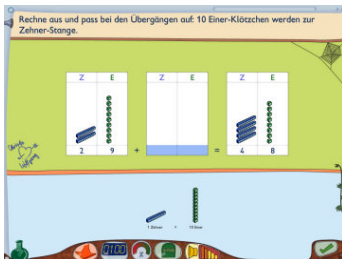 Rechne aus und pass bei den Übergängen auf: 10 Einer-Klötzchen werden zur
Zehner-Stange.
Z E Z E Z E
2 9 + = 4 8
1 Zehner = 10 Einer